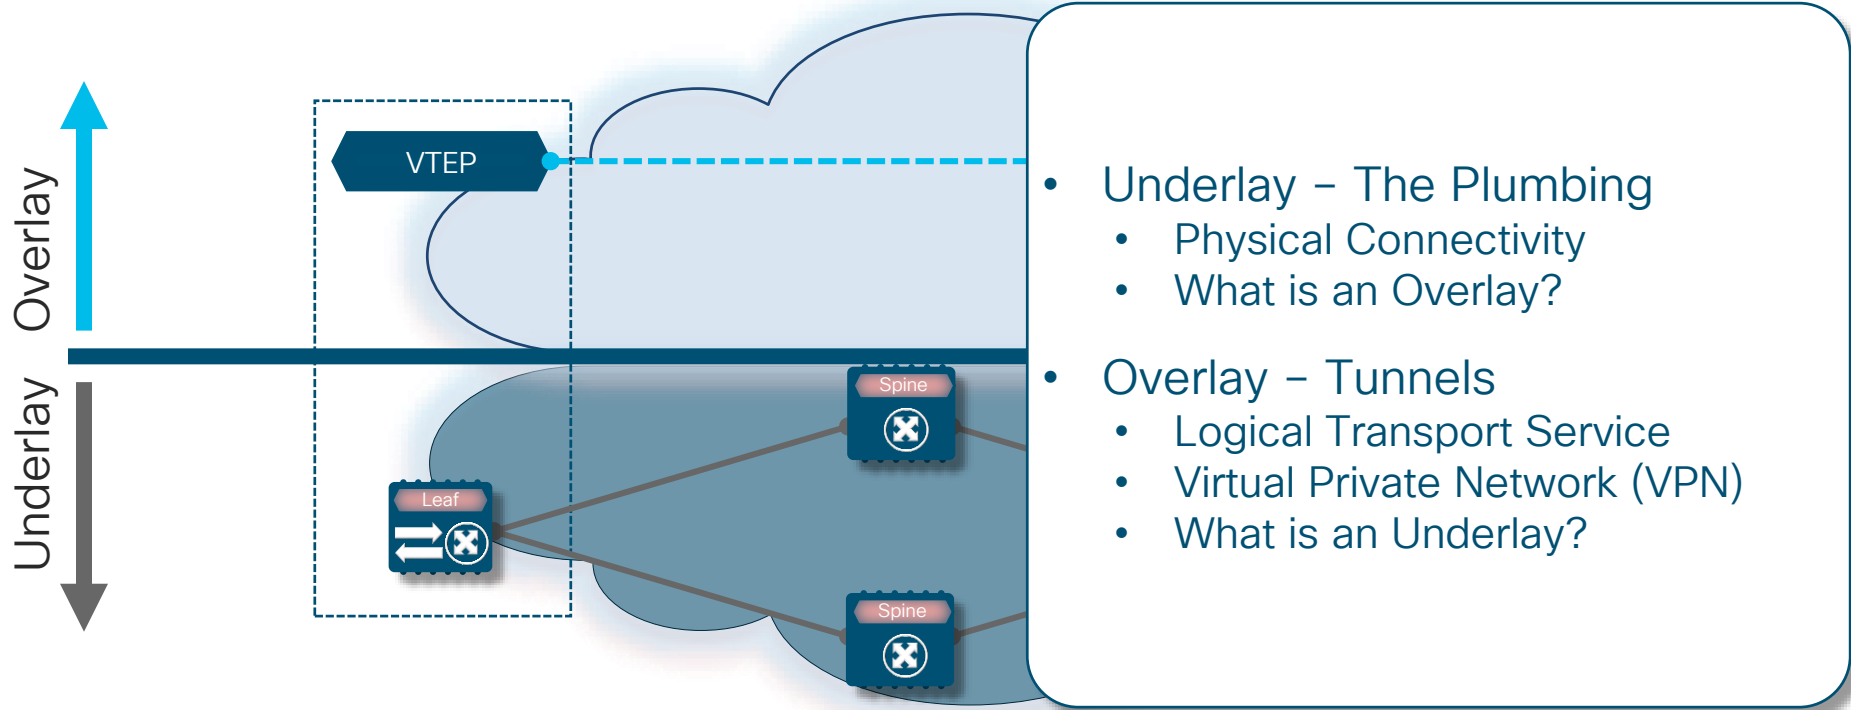 Overlay
Underlay
VTEP
Spine
Leaf
Spine
• Underlay – The Plumbing
• Physical Connectivity
• What is an Overlay?
• Overlay – Tunnels
• Logical Transport Service
• Virtual Private Network (VPN)
• What is an Underlay?